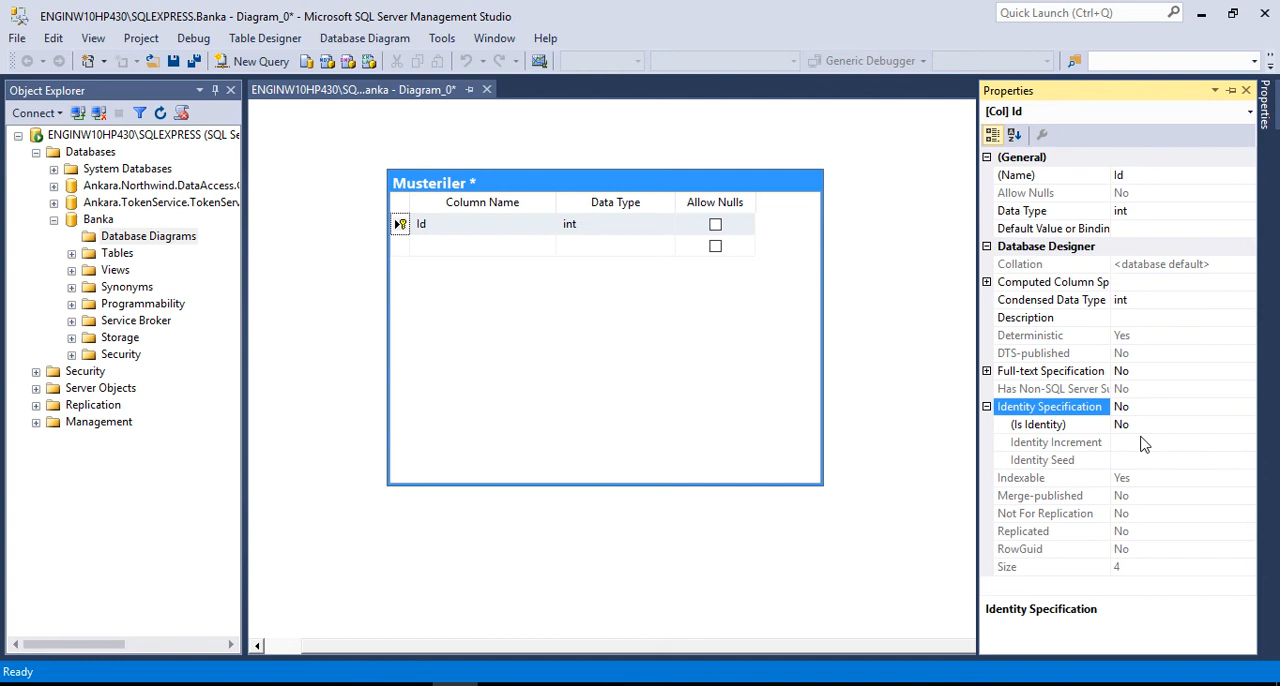 ENGINW10HP430\SQLEXPRESS.Banka - Diagram_0* - Microsoft SQL Server Management Studio
Quick Launch (Ctrl+Q)
File Edit View Project Debug Table Designer Database Diagram Tools Window Help
New Query
Generic Debugger
Object Explorer
Connect
ENGINW10HP430\SQLEXPRESS (SQL Se
Databases
System Databases
Ankara.Northwind.DataAccess.C
Ankara.TokenService.TokenServ
Banka
Database Diagrams
Tables
Views
Synonyms
Programmability
Service Broker
Storage
Security
Security
Server Objects
Replication
Management
ENGINW10HP430\SQ...anka - Diagram_0*
Musteriler *
Column Name Data Type Allow Nulls
Id int
Properties
[Col] Id
(General)
(Name) Id
Allow Nulls No
Data Type int
Default Value or Bindin
Database Designer
Collation <database default>
Computed Column Sp
Condensed Data Type int
Description
Deterministic Yes
DTS-published No
Full-text Specification No
Has Non-SQL Server Su No
Identity Specification No
(Is Identity) No
Identity Increment
Identity Seed
Indexable Yes
Merge-published No
Not For Replication No
Replicated No
RowGuid No
Size 4
Identity Specification
Properties
Ready